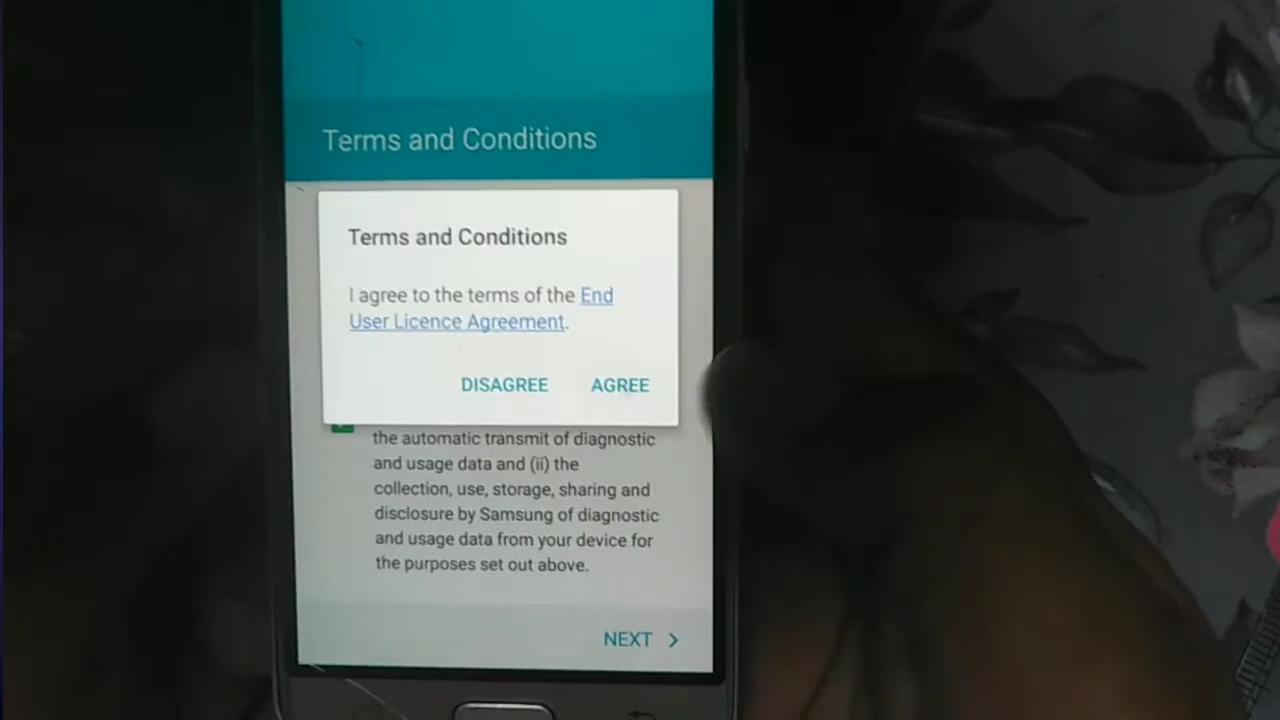 Terms and Conditions
Terms and Conditions
I agree to the terms of the End
User Licence Agreement.
DISAGREE AGREE
the automatic transmit of diagnostic
and usage data and (ii) the
collection, use, storage, sharing and
disclosure by Samsung of diagnostic
and usage data from your device for
the purposes set out above.
NEXT >